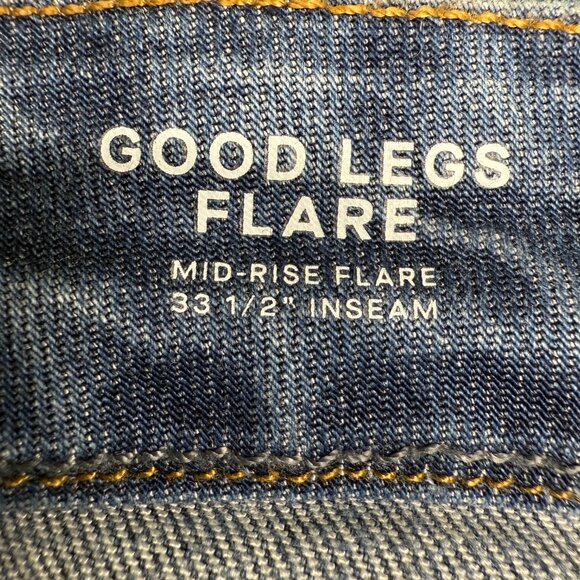 GOOD LEGS
FLARE
MID-RISE FLARE
33 1/2" INSEAM